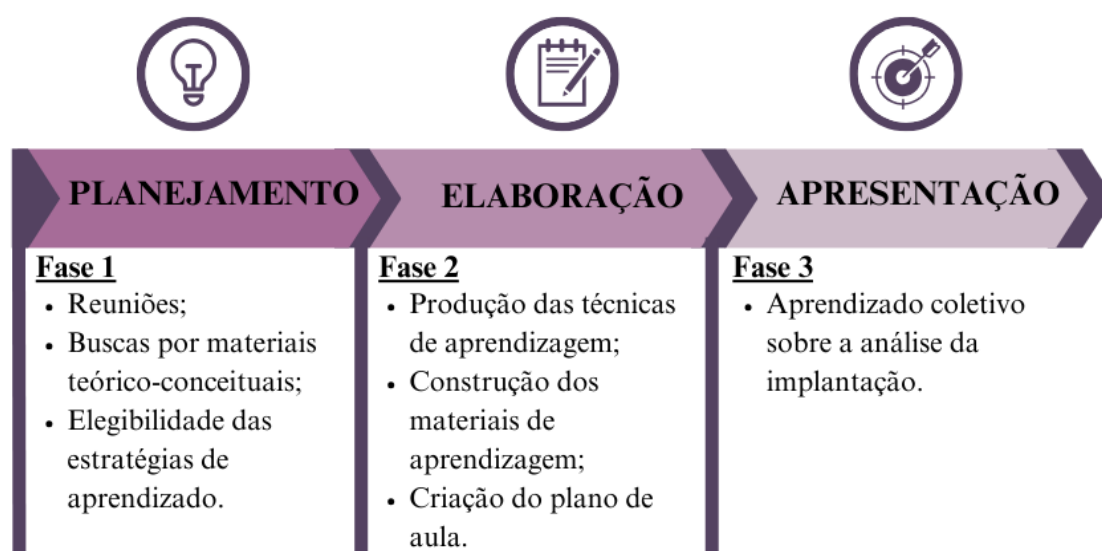 PLANEJAMENTO
Fase 1
• Reuniões;
• Buscas por materiais
teórico-conceituais;
• Elegibilidade das
estratégias de
aprendizado.
ELABORAÇÃO
Fase 2
• Produção das técnicas
de aprendizagem;
• Construção dos
materiais de
aprendizagem;
• Criação do plano de
aula.
APRESENTAÇÃO
Fase 3
• Aprendizado coletivo
sobre a análise da
implantação.